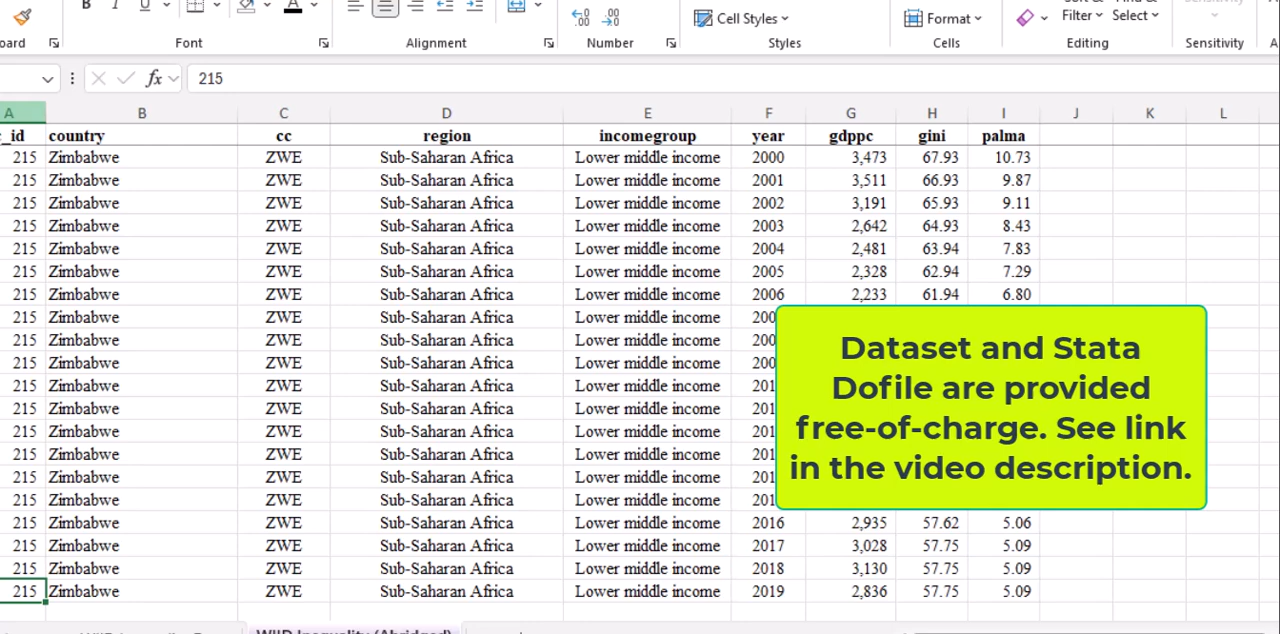 B I U A
Cell Styles Format Filter Select
oard Font Alignment Number Styles Cells Editing Sensitivity
fx 215
A B C D E F G H I J K L
_id country cc region incomegroup year gdppc gini palma
215 Zimbabwe ZWE Sub-Saharan Africa Lower middle income 2000 3,473 67.93 10.73
215 Zimbabwe ZWE Sub-Saharan Africa Lower middle income 2001 3,511 66.93 9.87
215 Zimbabwe ZWE Sub-Saharan Africa Lower middle income 2002 3,191 65.93 9.11
215 Zimbabwe ZWE Sub-Saharan Africa Lower middle income 2003 2,642 64.93 8.43
215 Zimbabwe ZWE Sub-Saharan Africa Lower middle income 2004 2,481 63.94 7.83
215 Zimbabwe ZWE Sub-Saharan Africa Lower middle income 2005 2,328 62.94 7.29
215 Zimbabwe ZWE Sub-Saharan Africa Lower middle income 2006 2,233 61.94 6.80
215 Zimbabwe ZWE Sub-Saharan Africa Lower middle income 200
215 Zimbabwe ZWE Sub-Saharan Africa Lower middle income 200
215 Zimbabwe ZWE Sub-Saharan Africa Lower middle income 200
215 Zimbabwe ZWE Sub-Saharan Africa Lower middle income 201
215 Zimbabwe ZWE Sub-Saharan Africa Lower middle income 201
215 Zimbabwe ZWE Sub-Saharan Africa Lower middle income 201
215 Zimbabwe ZWE Sub-Saharan Africa Lower middle income 201
215 Zimbabwe ZWE Sub-Saharan Africa Lower middle income 201
215 Zimbabwe ZWE Sub-Saharan Africa Lower middle income 201
215 Zimbabwe ZWE Sub-Saharan Africa Lower middle income 2016 2,935 57.62 5.06
215 Zimbabwe ZWE Sub-Saharan Africa Lower middle income 2017 3,028 57.75 5.09
215 Zimbabwe ZWE Sub-Saharan Africa Lower middle income 2018 3,130 57.75 5.09
215 Zimbabwe ZWE Sub-Saharan Africa Lower middle income 2019 2,836 57.75 5.09
Dataset and Stata
Dofile are provided
free-of-charge. See link
in the video description.
WIID Inequality (Abridged)